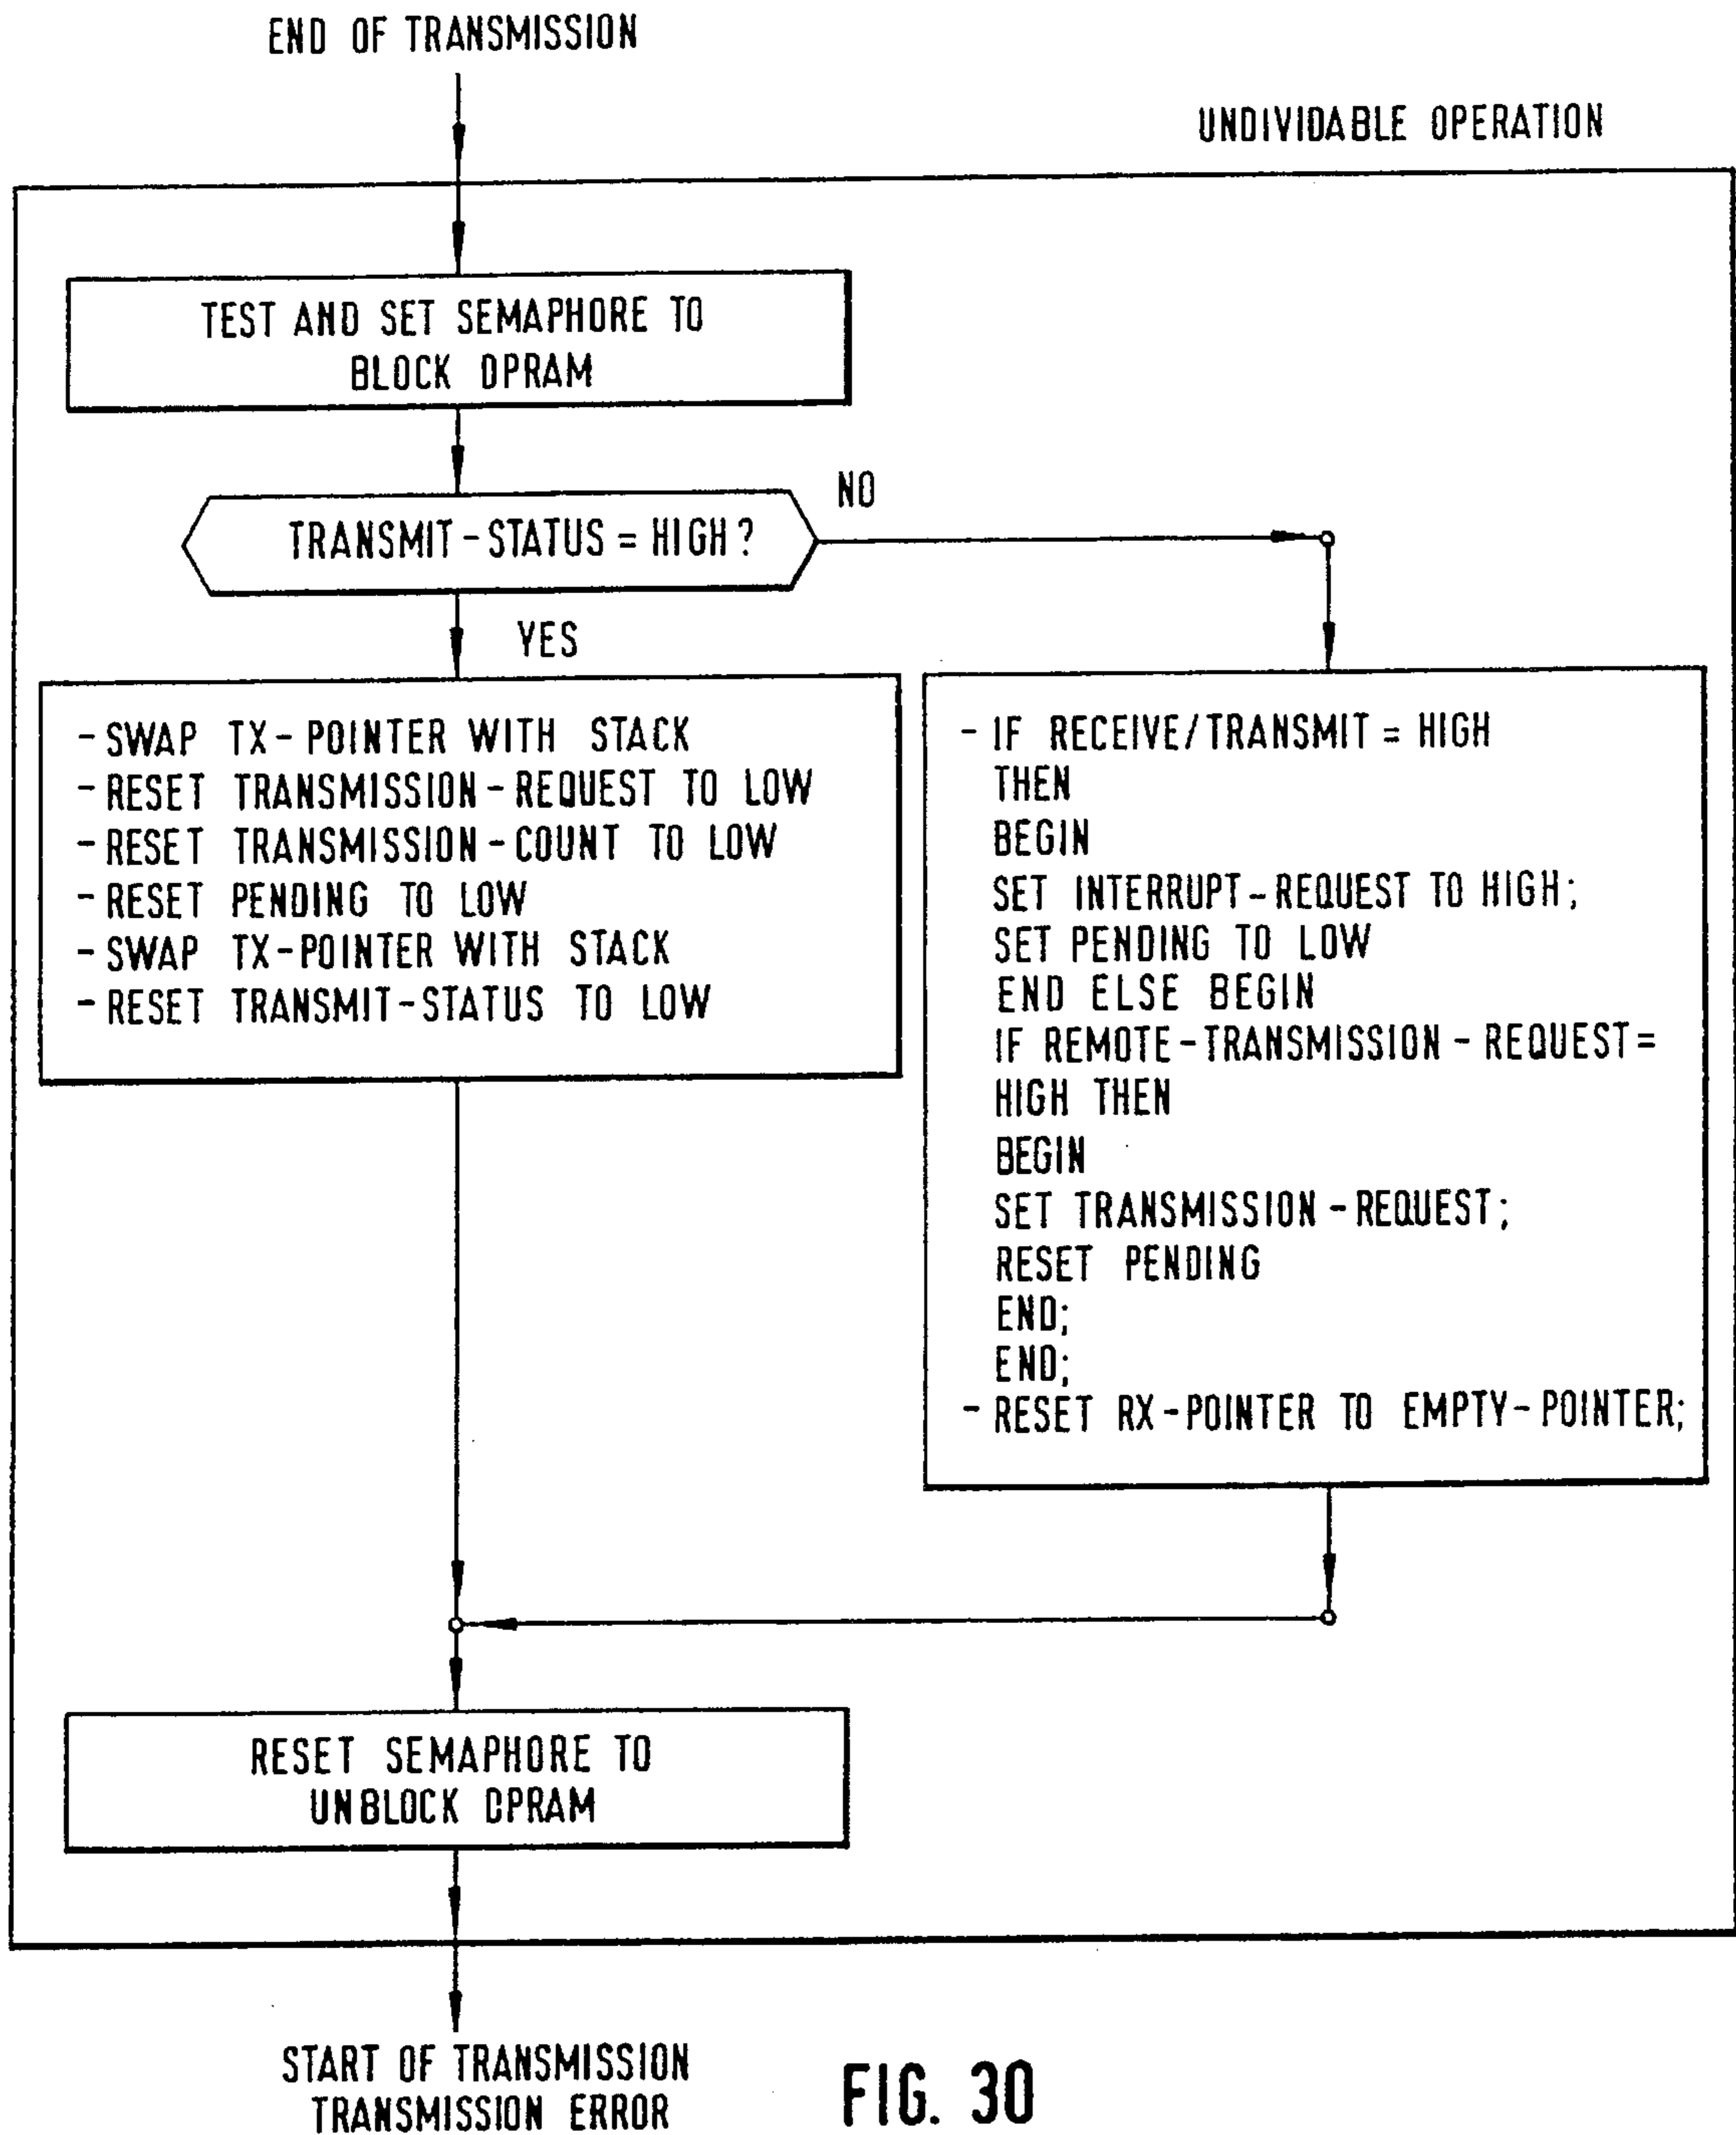 END OF TRANSMISSION
UNDIVIDABLE OPERATION
TEST AND SET SEMAPHORE TO
BLOCK DPRAM
TRANSMIT-STATUS = HIGH?
NO
YES
- SWAP TX-POINTER WITH STACK
- RESET TRANSMISSION-REQUEST TO LOW
- RESET TRANSMISSION-COUNT TO LOW
- RESET PENDING TO LOW
- SWAP TX-POINTER WITH STACK
- RESET TRANSMIT-STATUS TO LOW
- IF RECEIVE/TRANSMIT = HIGH
THEN
BEGIN
SET INTERRUPT-REQUEST TO HIGH;
SET PENDING TO LOW
END ELSE BEGIN
IF REMOTE-TRANSMISSION-REQUEST=
HIGH THEN
BEGIN
SET TRANSMISSION-REQUEST;
RESET PENDING
END;
END;
- RESET RX-POINTER TO EMPTY-POINTER;
RESET SEMAPHORE TO
UNBLOCK DPRAM
START OF TRANSMISSION
TRANSMISSION ERROR
FIG. 30